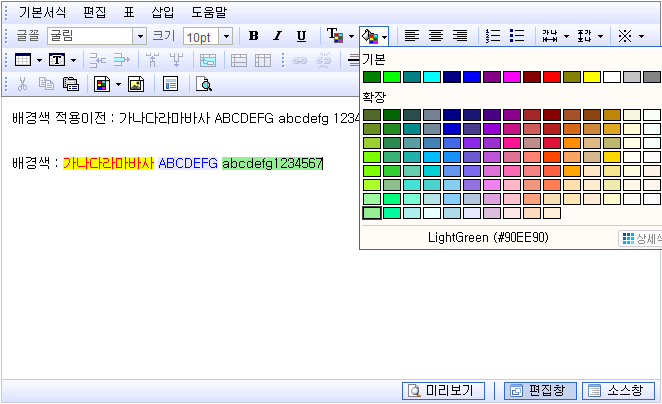 기본서식 편집 표 삽입 도움말
글꼴 굴림 크기 10pt B I U T 가나
기본
확장
배경색 적용이전 : 가나다라마바사 ABCDEFG abcdefg 1234
배경색 : 가나다라마바사 ABCDEFG abcdefg1234567
LightGreen (#90EE90) 상세색
미리보기 편집창 소스창